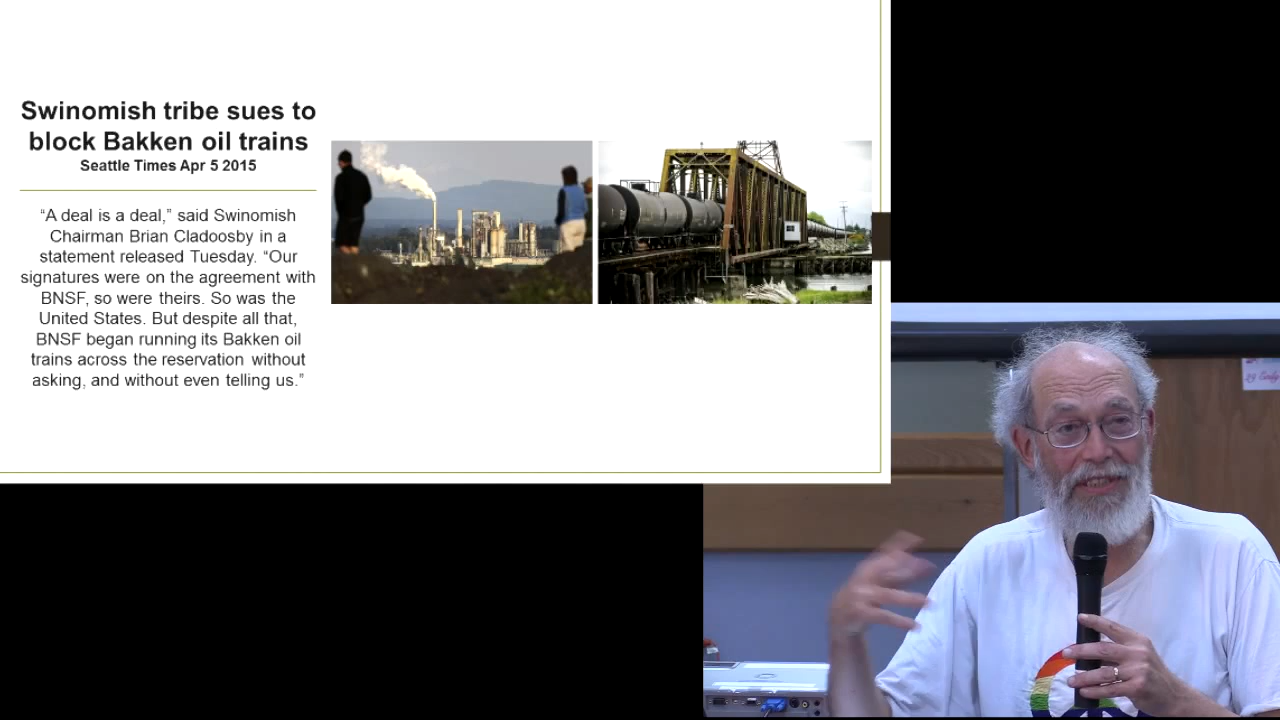 Swinomish tribe sues to
block Bakken oil trains
Seattle Times Apr 5 2015
“A deal is a deal,” said Swinomish
Chairman Brian Cladoosby in a
statement released Tuesday. “Our
signatures were on the agreement with
BNSF, so were theirs. So was the
United States. But despite all that,
BNSF began running its Bakken oil
trains across the reservation without
asking, and without even telling us.”